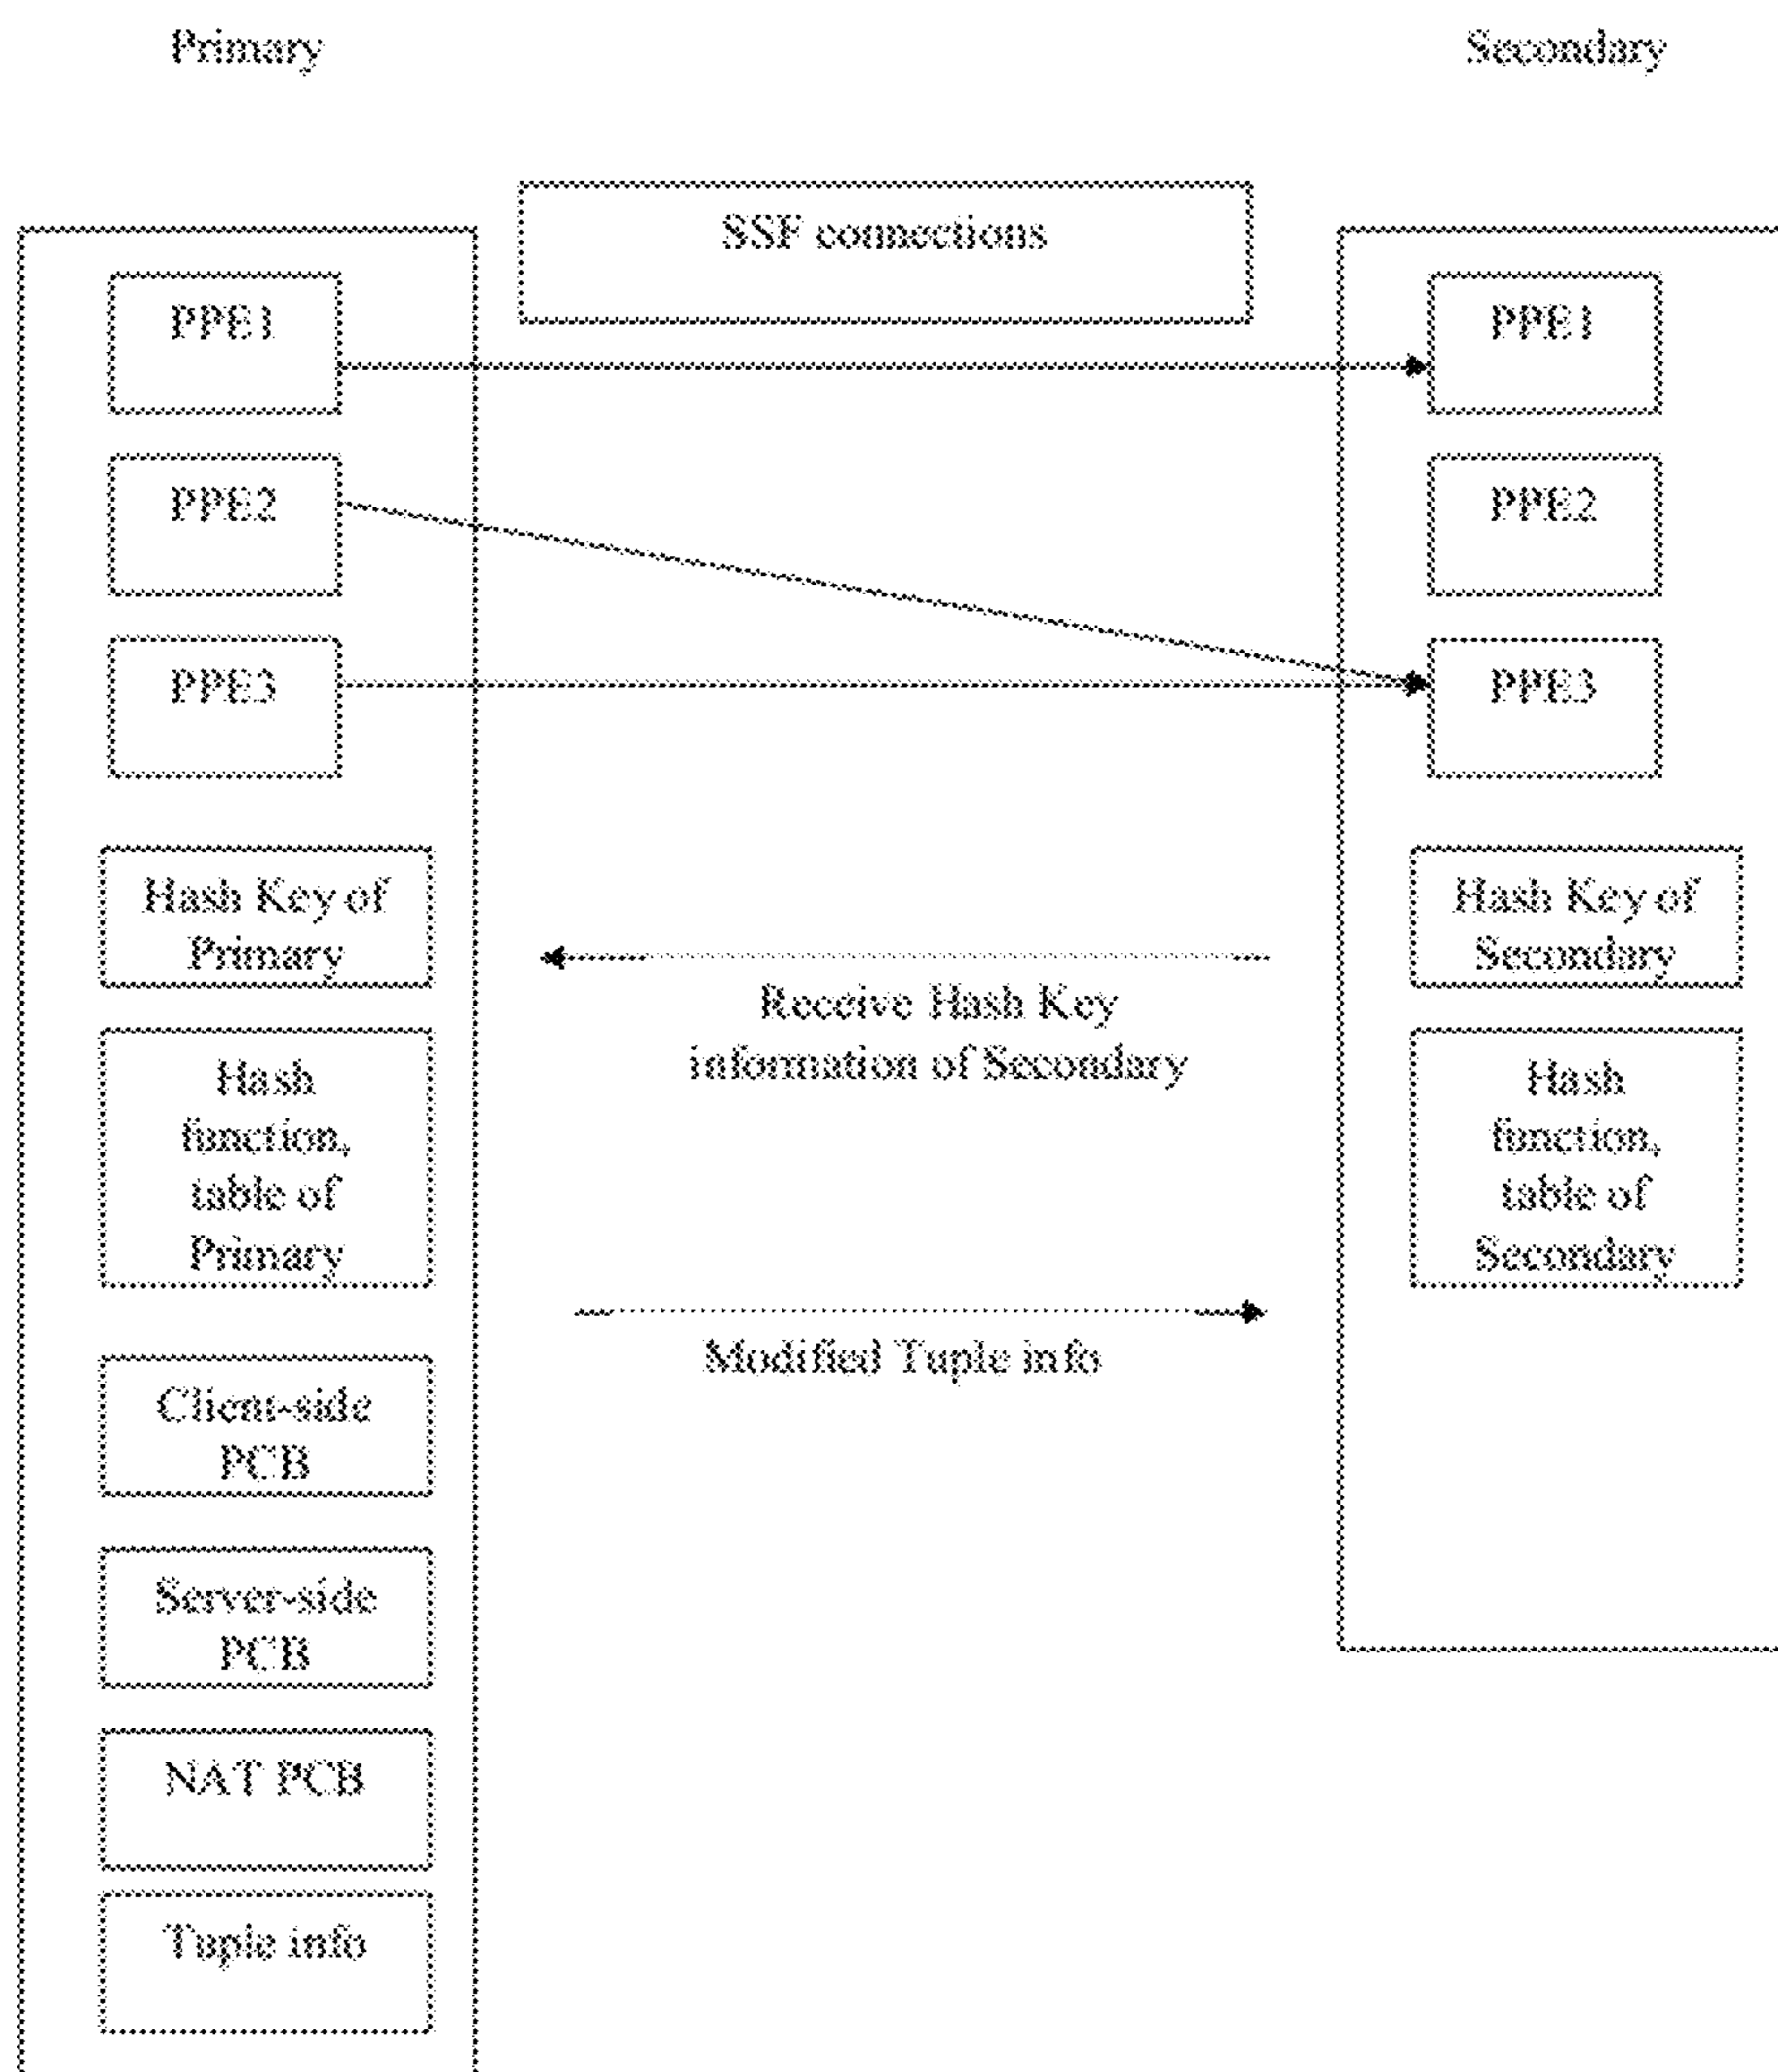 Primary
Secondary
SSF connections
PPE1
PPE1
PPE2
PPE2
PPE3
PPE3
Hash Key of
Primary
Hash Key of
Secondary
Receive Hash Key
information of Secondary
Hash
function,
table of
Primary
Hash
function,
table of
Secondary
Modified Tuple info
Client-side
PCB
Server-side
PCB
NAT PCB
Tuple info